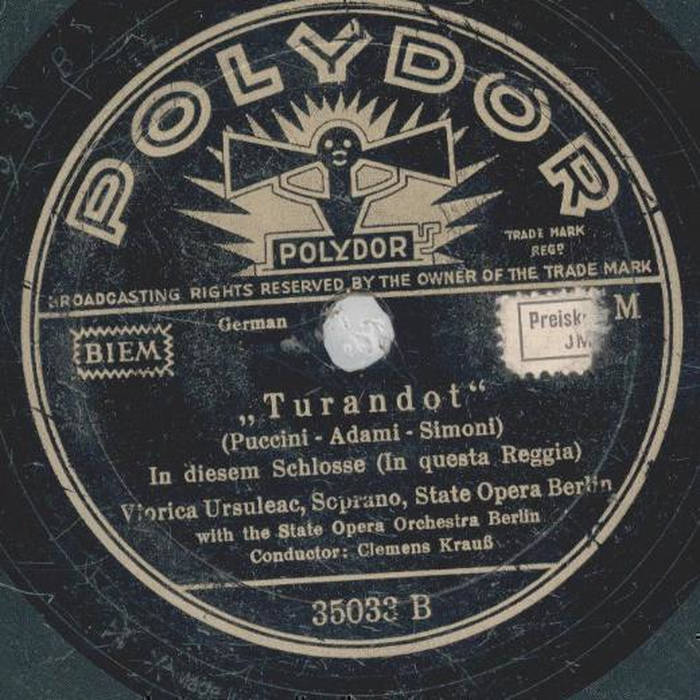 POLYDOR
POLYDOR
TRADE MARK
REGD
BROADCASTING RIGHTS RESERVED BY THE OWNER OF THE TRADE MARK
German
BIEM
Preisk
JM
M
„Turandot“
(Puccini - Adami - Simoni)
In diesem Schlosse (In questa Reggia)
Viorica Ursuleac, Soprano, State Opera Berlin
with the State Opera Orchestra Berlin
Conductor: Clemens Krauß
35033 B